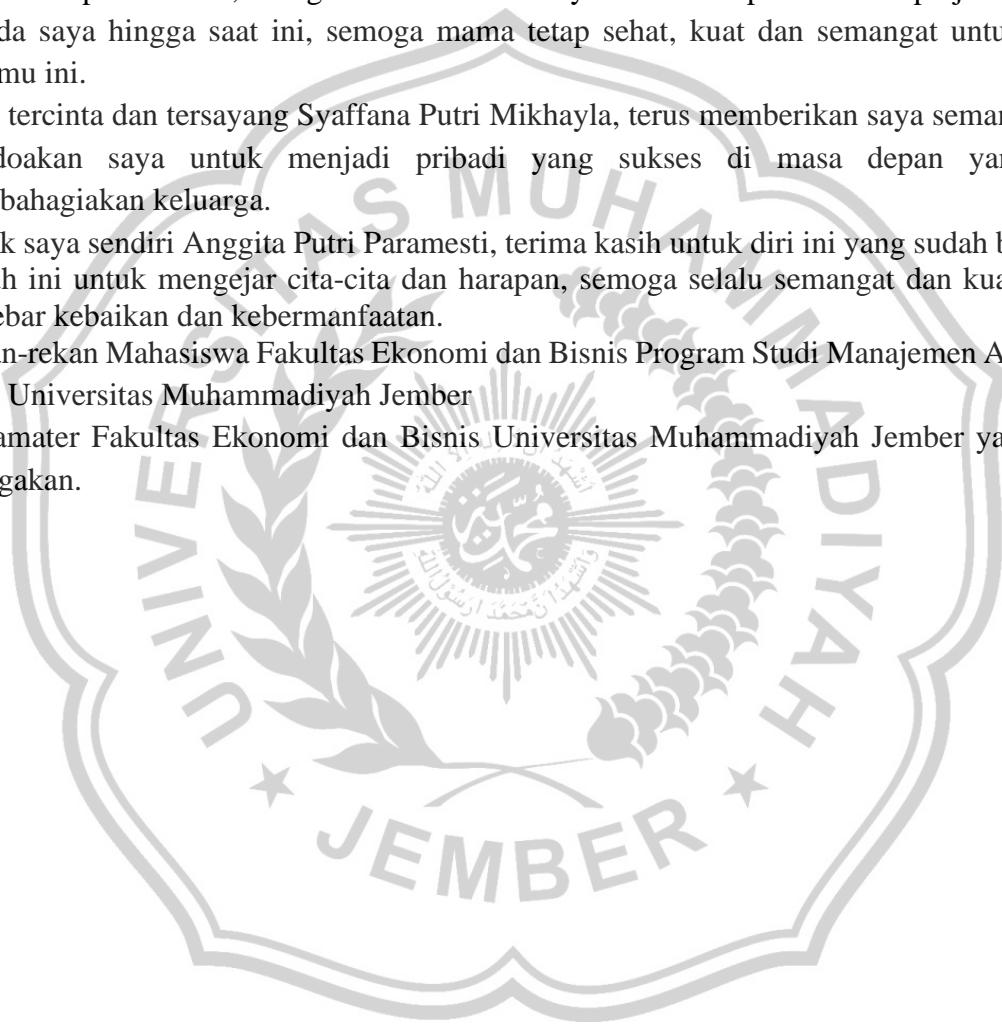 da saya hingga saat ini, semoga mama tetap sehat, kuat dan semangat untu
mu ini.
tercinta dan tersayang Syaffana Putri Mikhayla, terus memberikan saya semar
doakan saya untuk menjadi pribadi yang sukses di masa depan yan
bahagiakan keluarga.
k saya sendiri Anggita Putri Paramesti, terima kasih untuk diri ini yang sudah b
h ini untuk mengejar cita-cita dan harapan, semoga selalu semangat dan kua
ebar kebaikan dan kebermanfaatan.
n-rekan Mahasiswa Fakultas Ekonomi dan Bisnis Program Studi Manajemen A
Universitas Muhammadiyah Jember
amater Fakultas Ekonomi dan Bisnis Universitas Muhammadiyah Jember ya
gakan.
UNIVERSITAS MUHAMMADIYAH
JEMBER